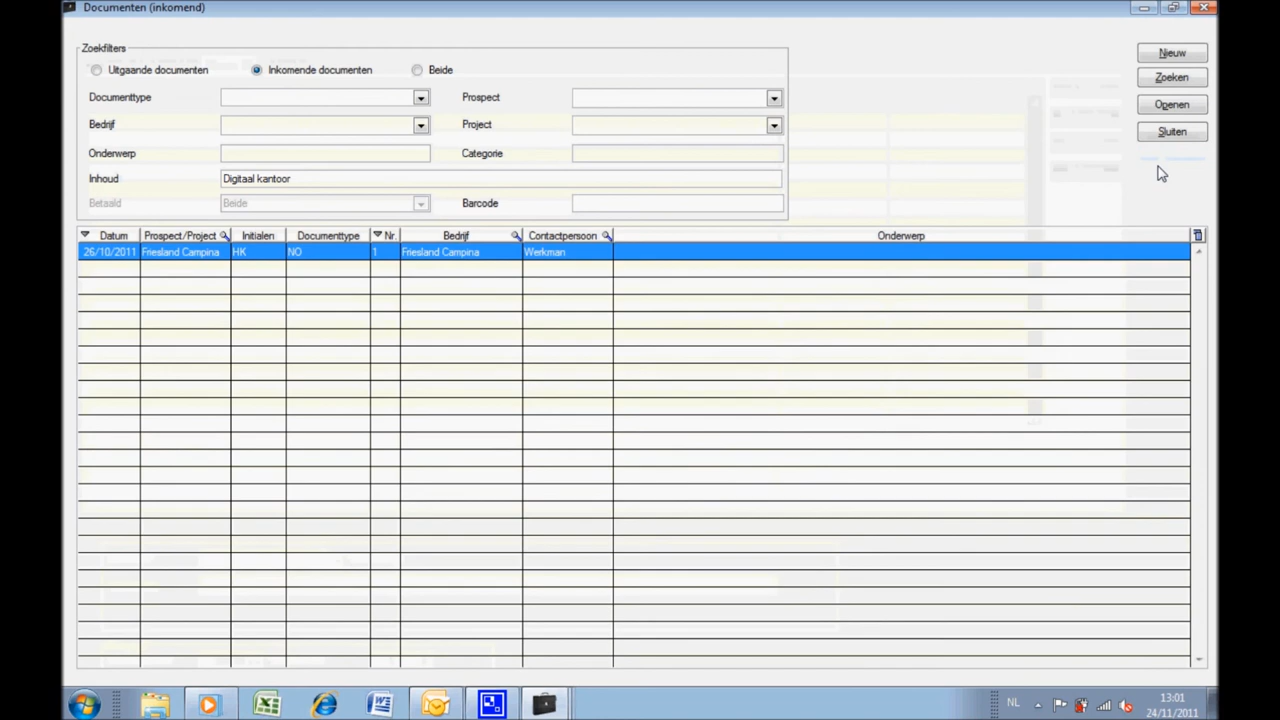 Documenten (inkomend)
Zoekfilters
Uitgaande documenten Inkomende documenten Beide
Documenttype Prospect
Bedrijf Project
Onderwerp Categorie
Inhoud Digitaal kantoor
Betaald Beide Barcode
Nieuw
Zoeken
Openen
Sluiten
Datum Prospect/Project Initialen Documenttype Nr. Bedrijf Contactpersoon Onderwerp
26/10/2011 Friesland Campina HK NO 1 Friesland Campina Werkman
NL 13:01
24/11/2011